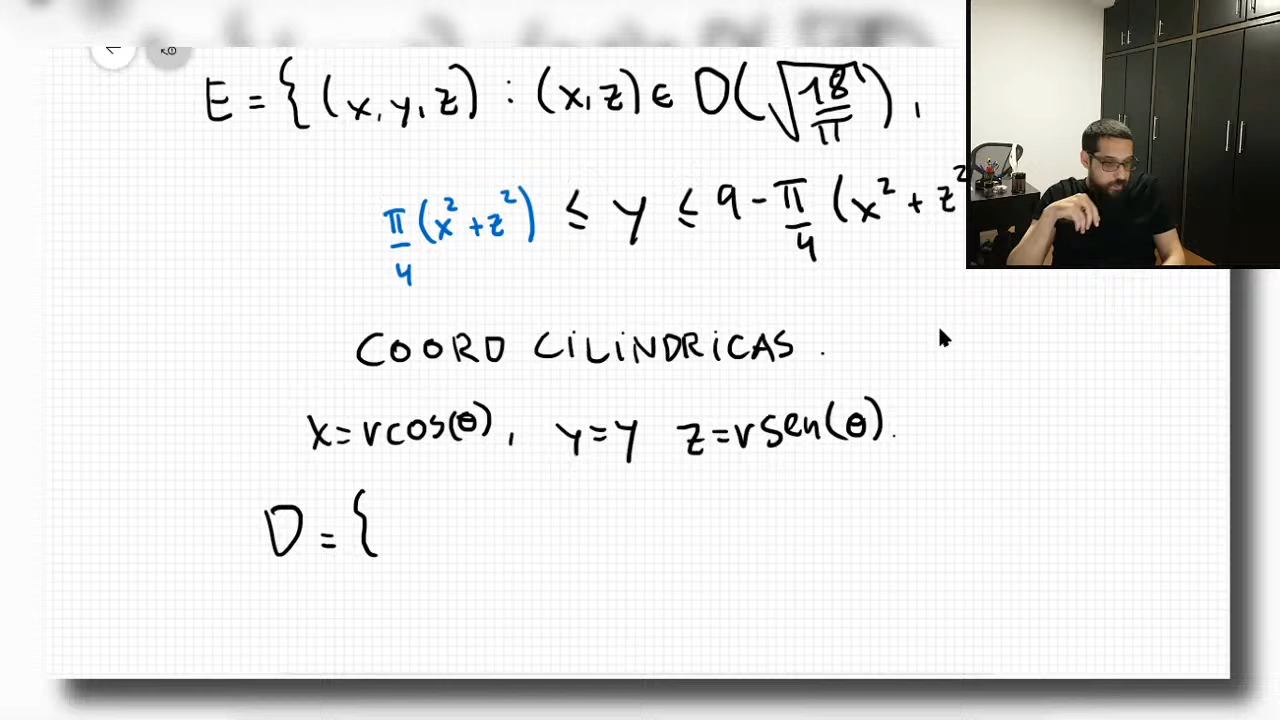 E = { (x, y, z) : (x, z) ∈ D(√(18/π)),
π/4 (x² + z²) ≤ y ≤ 9 - π/4 (x² + z²
COORD CILINDRICAS.
x = r cos(θ), y = y z = r sen(θ).
D = {